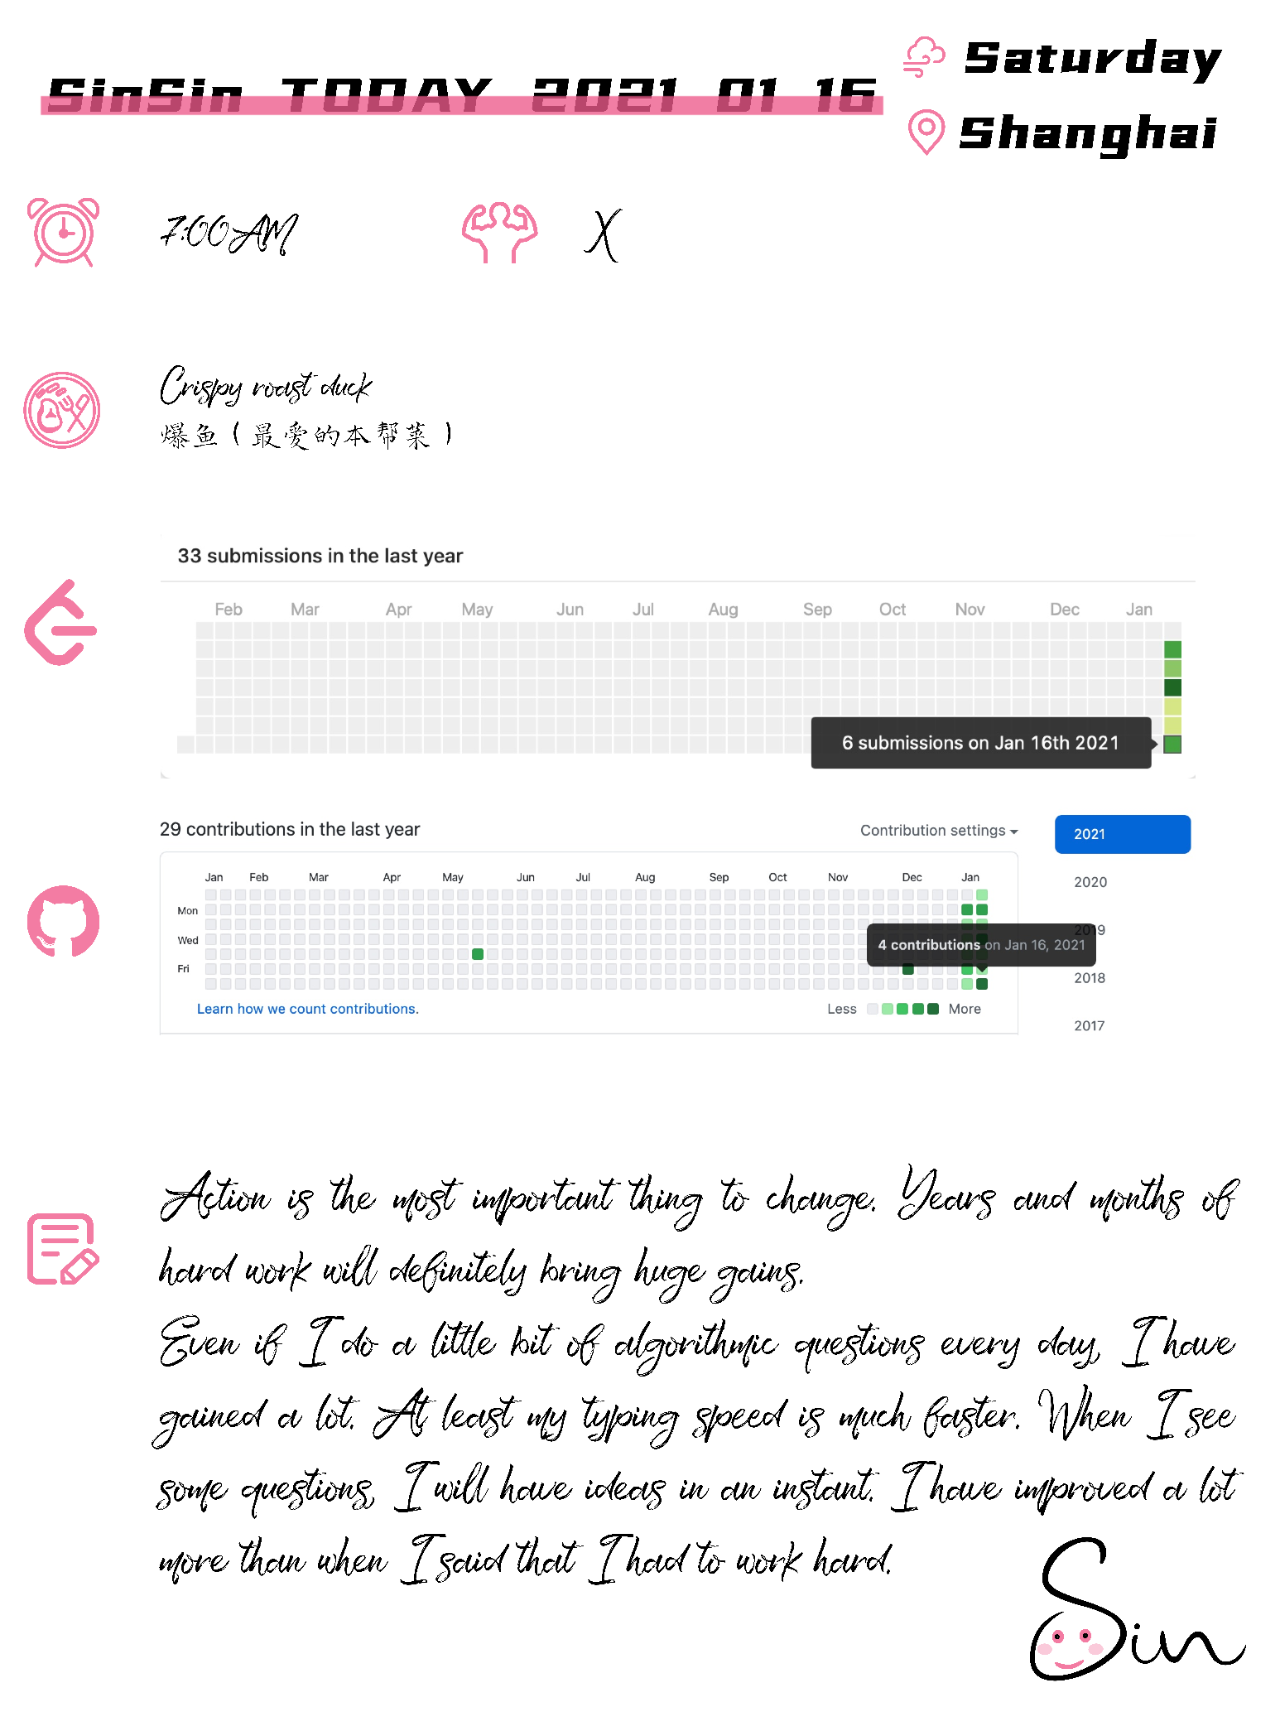 SinSin TODAY 2021 01 16
Saturday
Shanghai
7:00AM
X
Crispy roast duck
爆鱼（最爱的本帮菜）
33 submissions in the last year
Feb Mar Apr May Jun Jul Aug Sep Oct Nov Dec Jan
6 submissions on Jan 16th 2021
29 contributions in the last year
Contribution settings
2021
2020
2019
2018
2017
Jan Feb Mar Apr May Jun Jul Aug Sep Oct Nov Dec Jan
Mon
Wed
Fri
4 contributions on Jan 16, 2021
Learn how we count contributions.
Less More
Action is the most important thing to change. Years and months of
hard work will definitely bring huge gains.
Even if I do a little bit of algorithmic questions every day, I have
gained a lot. At least my typing speed is much faster. When I see
some questions, I will have ideas in an instant. I have improved a lot
more than when I said that I had to work hard.
Sin